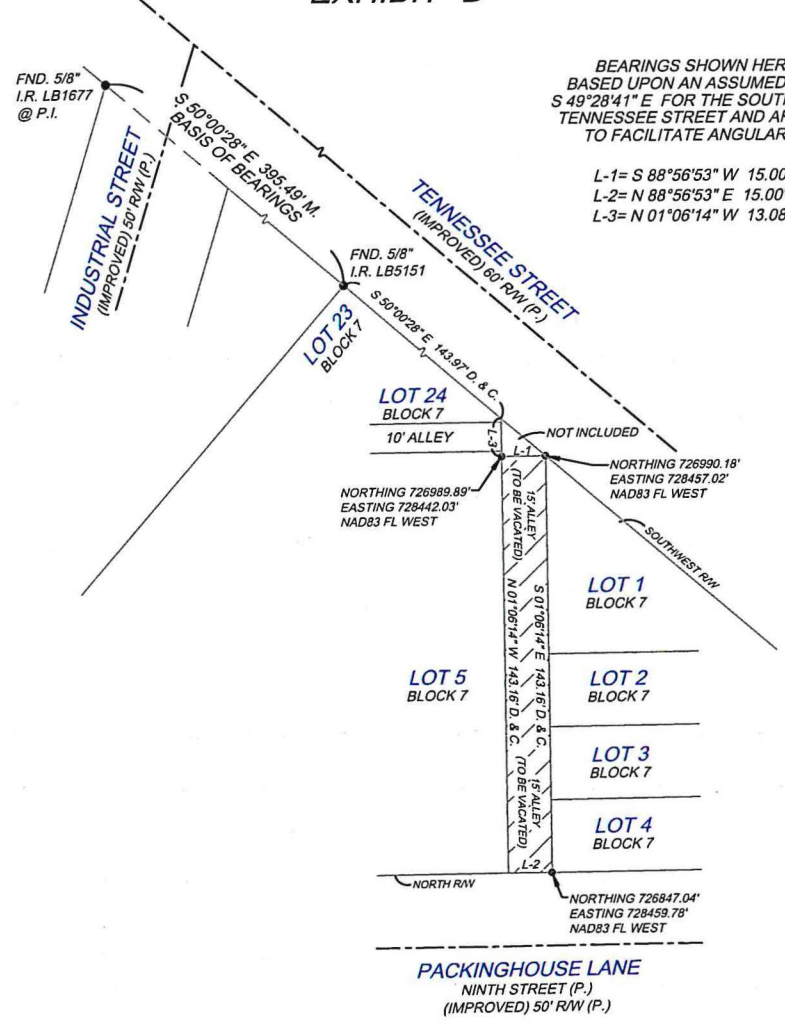 BEARINGS SHOWN HER
BASED UPON AN ASSUMED
S 49°28'41" E FOR THE SOUT
TENNESSEE STREET AND
TO FACILITATE ANGULAR
L-1= S 88°56'53" W 15.00
L-2= N 88°56'53" E 15.00
L-3= N 01°06'14" W 13.08
FND. 5/8"
I.R. LB1677
@ P.I.
S 50°00'28" E 395.49' M.
BASIS OF BEARINGS
INDUSTRIAL STREET
(IMPROVED) 50' R/W (P.)
TENNESSEE STREET
(IMPROVED) 60' R/W (P.)
FND. 5/8"
I.R. LB5151
LOT 23
BLOCK 7
S 50°00'28" E 143.97' D. & C.
LOT 24
BLOCK 7
10' ALLEY
L-3
L-1
NOT INCLUDED
NORTHING 726990.18'
EASTING 728457.02'
NAD83 FL WEST
NORTHING 726989.89'
EASTING 728442.03'
NAD83 FL WEST
SOUTHWEST R/W
15' ALLEY
(TO BE VACATED)
N 01°06'14" W 143.16' D. & C.
S 01°06'14" E 143.16' D. & C.
15' ALLEY
(TO BE VACATED)
L-2
LOT 1
BLOCK 7
LOT 2
BLOCK 7
LOT 3
BLOCK 7
LOT 4
BLOCK 7
LOT 5
BLOCK 7
NORTH R/W
NORTHING 726847.04'
EASTING 728459.78'
NAD83 FL WEST
PACKINGHOUSE LANE
NINTH STREET (P.)
(IMPROVED) 50' R/W (P.)